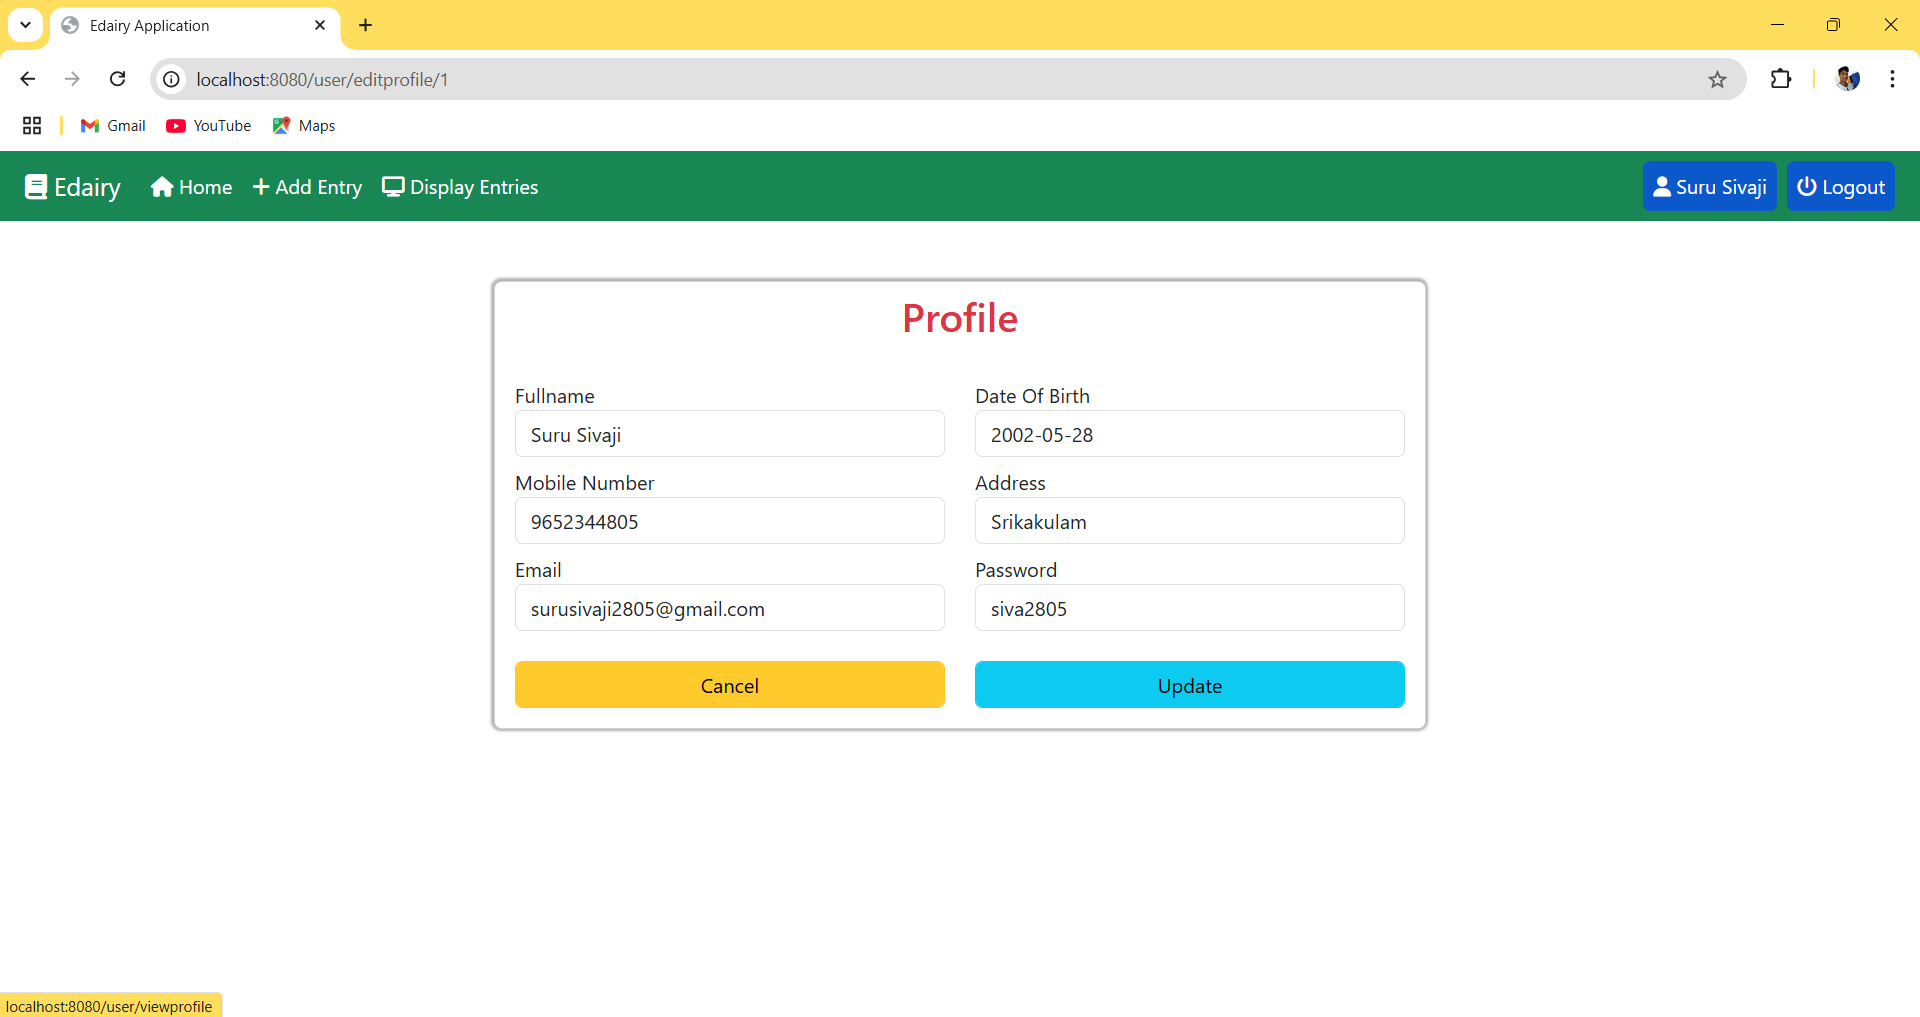 Edairy Application
localhost:8080/user/editprofile/1
Gmail YouTube Maps
Edairy Home Add Entry Display Entries Suru Sivaji Logout
Profile
Fullname Date Of Birth
Suru Sivaji 2002-05-28
Mobile Number Address
9652344805 Srikakulam
Email Password
surusivaji2805@gmail.com siva2805
Cancel Update
localhost:8080/user/viewprofile